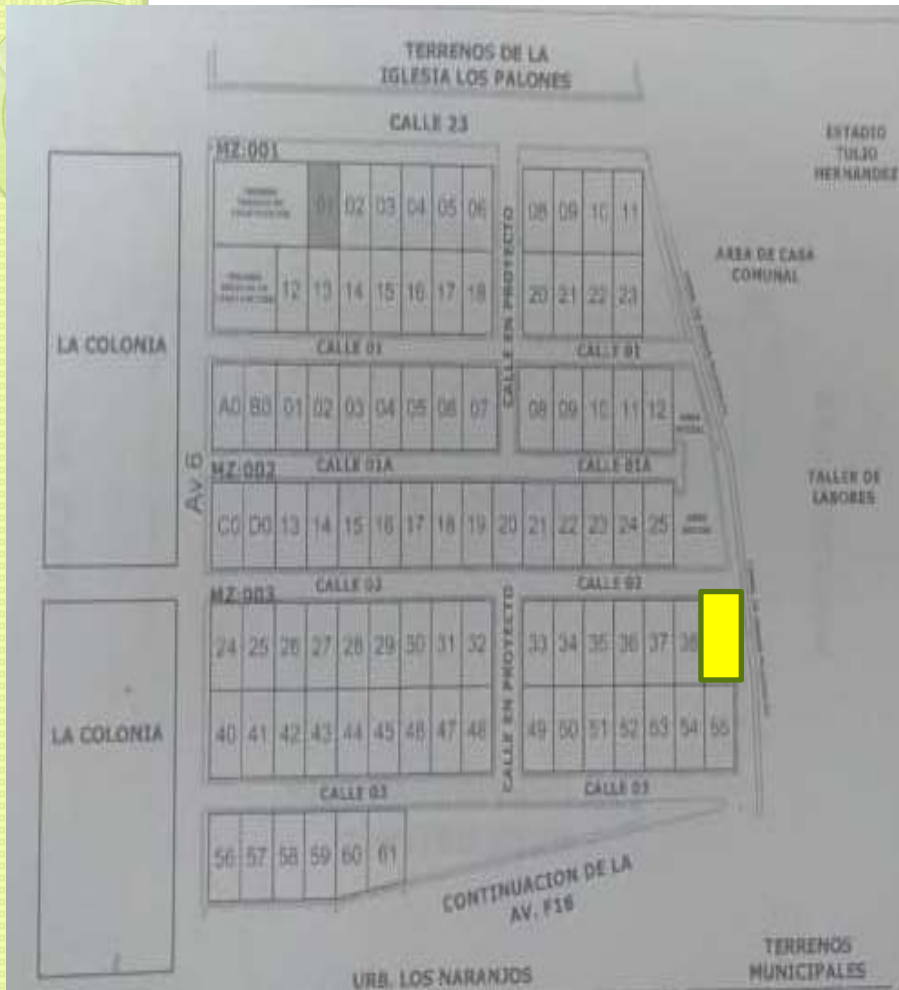 TERRENOS DE LA
IGLESIA LOS PALONES
CALLE 23
ESTADIO
TULIO
HERNANDEZ
MZ:001
01 02 03 04 05 06
08 09 10 11
AREA DE CASA
COMUNAL
12 13 14 15 16 17 18
20 21 22 23
CALLE EN PROYECTO
LA COLONIA
CALLE 01
CALLE 01
A0 B0 01 02 03 04 05 06 07
08 09 10 11 12
CALLE 01A
CALLE 01A
MZ:002
Av. 6
TALLER DE
LABORES
C0 D0 13 14 15 16 17 18 19 20 21 22 23 24 25
CALLE 02
CALLE 02
MZ:003
24 25 26 27 28 29 30 31 32
33 34 35 36 37 38
CALLE EN PROYECTO
LA COLONIA
40 41 42 43 44 45 46 47 48
49 50 51 52 53 54 55
CALLE 03
CALLE 03
56 57 58 59 60 61
CONTINUACION DE LA
AV. F16
URB. LOS NARANJOS
TERRENOS
MUNICIPALES